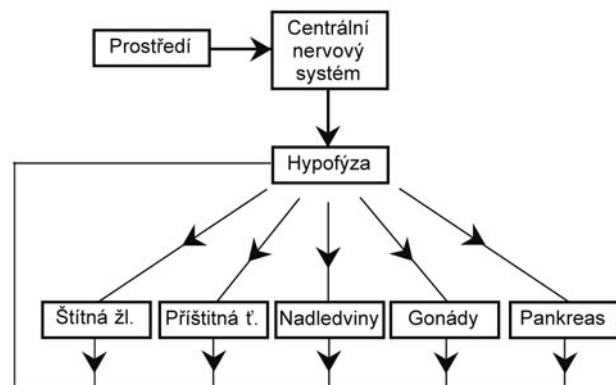 Prostředí
Centrální
nervový
systém
Hypofýza
Štítná žl.
Příštitná ť.
Nadledviny
Gonády
Pankreas